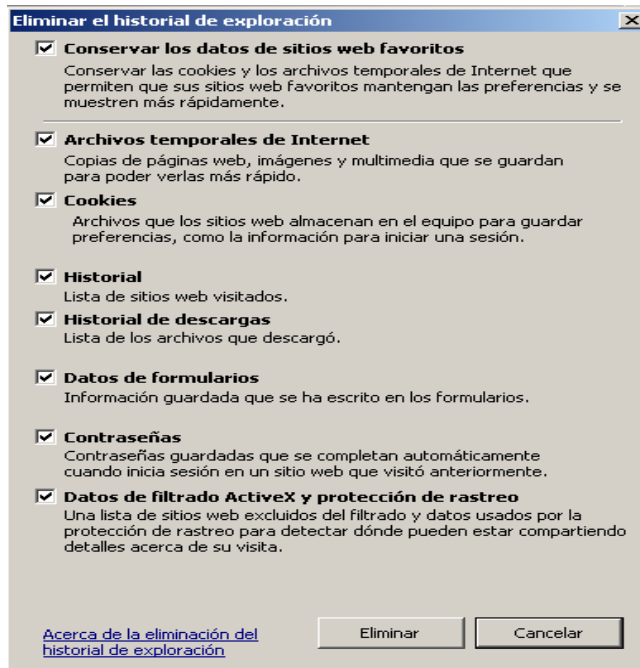 Eliminar el historial de exploración
Conservar los datos de sitios web favoritos
Conservar las cookies y los archivos temporales de Internet que
permiten que sus sitios web favoritos mantengan las preferencias y se
muestren más rápidamente.
Archivos temporales de Internet
Copias de páginas web, imágenes y multimedia que se guardan
para poder verlas más rápido.
Cookies
Archivos que los sitios web almacenan en el equipo para guardar
preferencias, como la información para iniciar una sesión.
Historial
Lista de sitios web visitados.
Historial de descargas
Lista de los archivos que descargó.
Datos de formularios
Información guardada que se ha escrito en los formularios.
Contraseñas
Contraseñas guardadas que se completan automáticamente
cuando inicia sesión en un sitio web que visitó anteriormente.
Datos de filtrado ActiveX y protección de rastreo
Una lista de sitios web excluidos del filtrado y datos usados por la
protección de rastreo para detectar dónde pueden estar compartiendo
detalles acerca de su visita.
Acerca de la eliminación del
historial de exploración
Eliminar
Cancelar